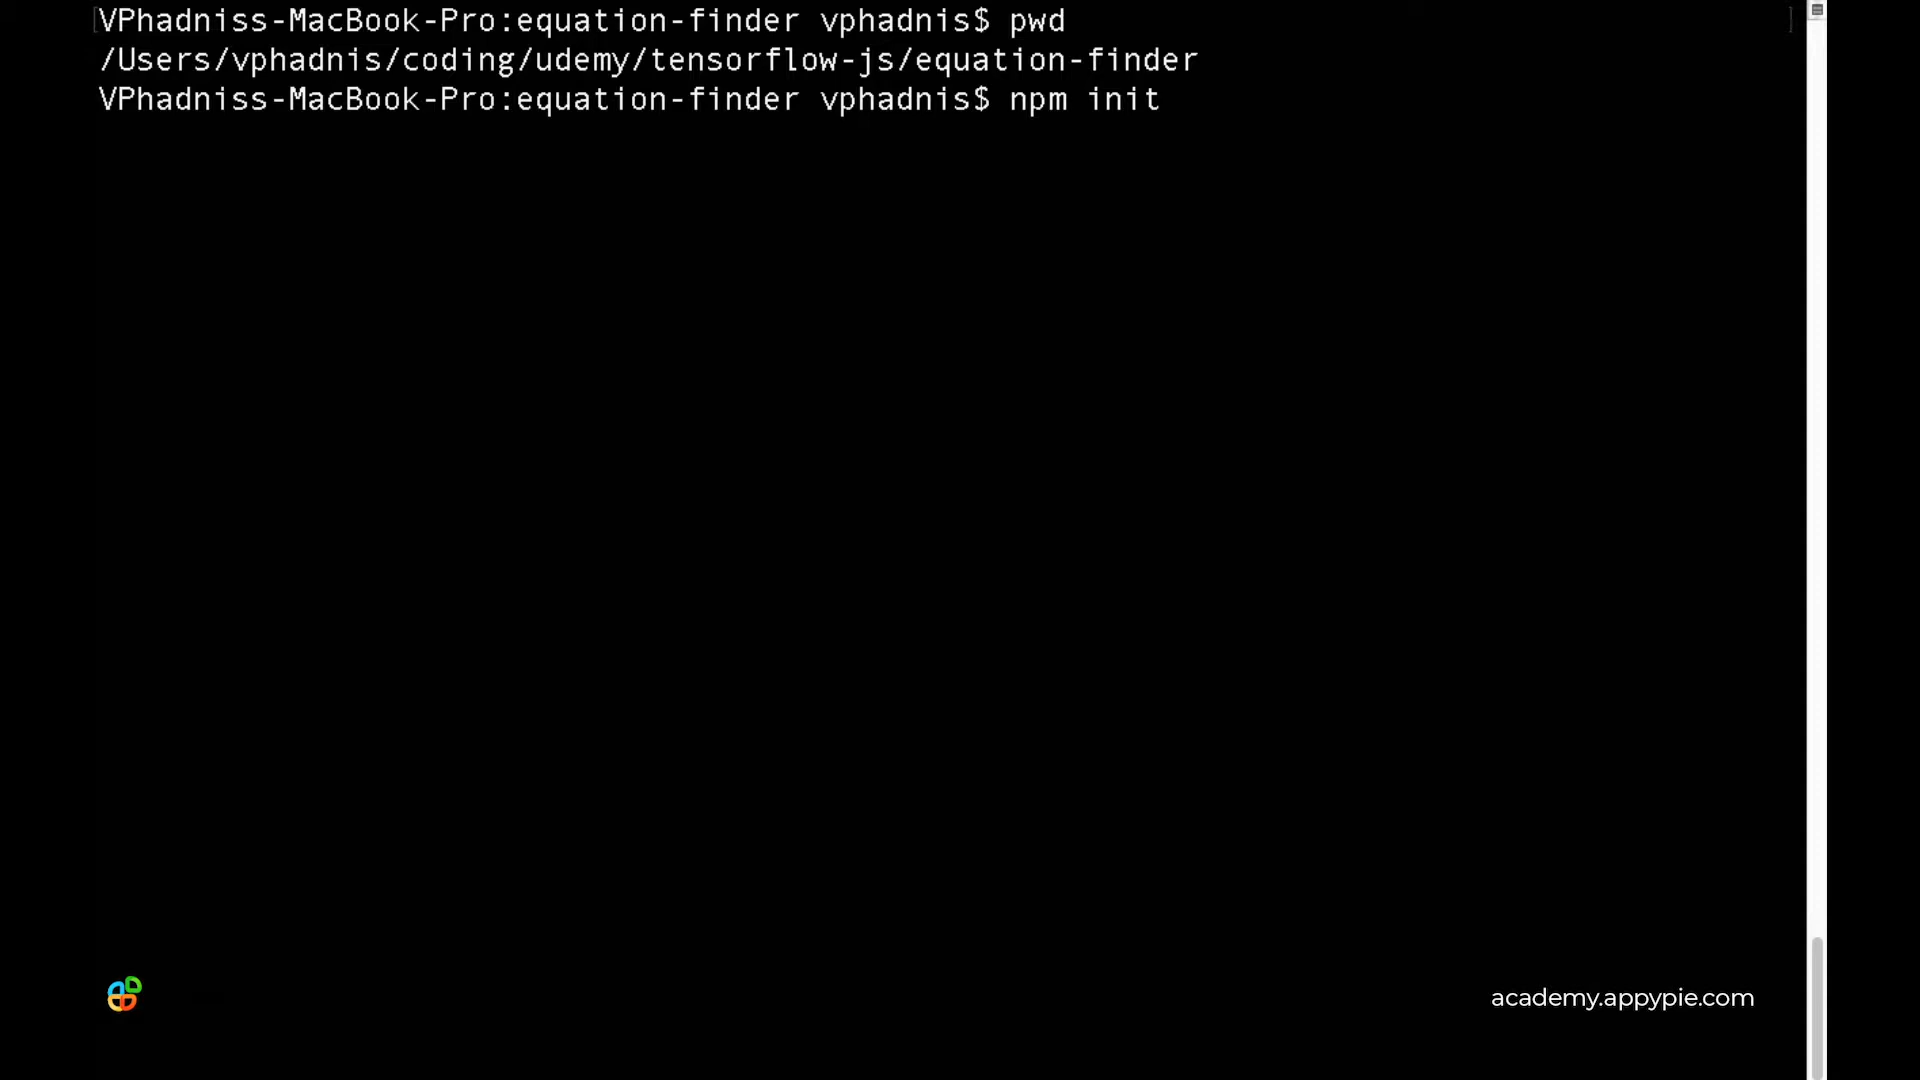 VPhadniss-MacBook-Pro:equation-finder vphadnis$ pwd
/Users/vphadnis/coding/udemy/tensorflow-js/equation-finder
VPhadniss-MacBook-Pro:equation-finder vphadnis$ npm init
academy.appypie.com